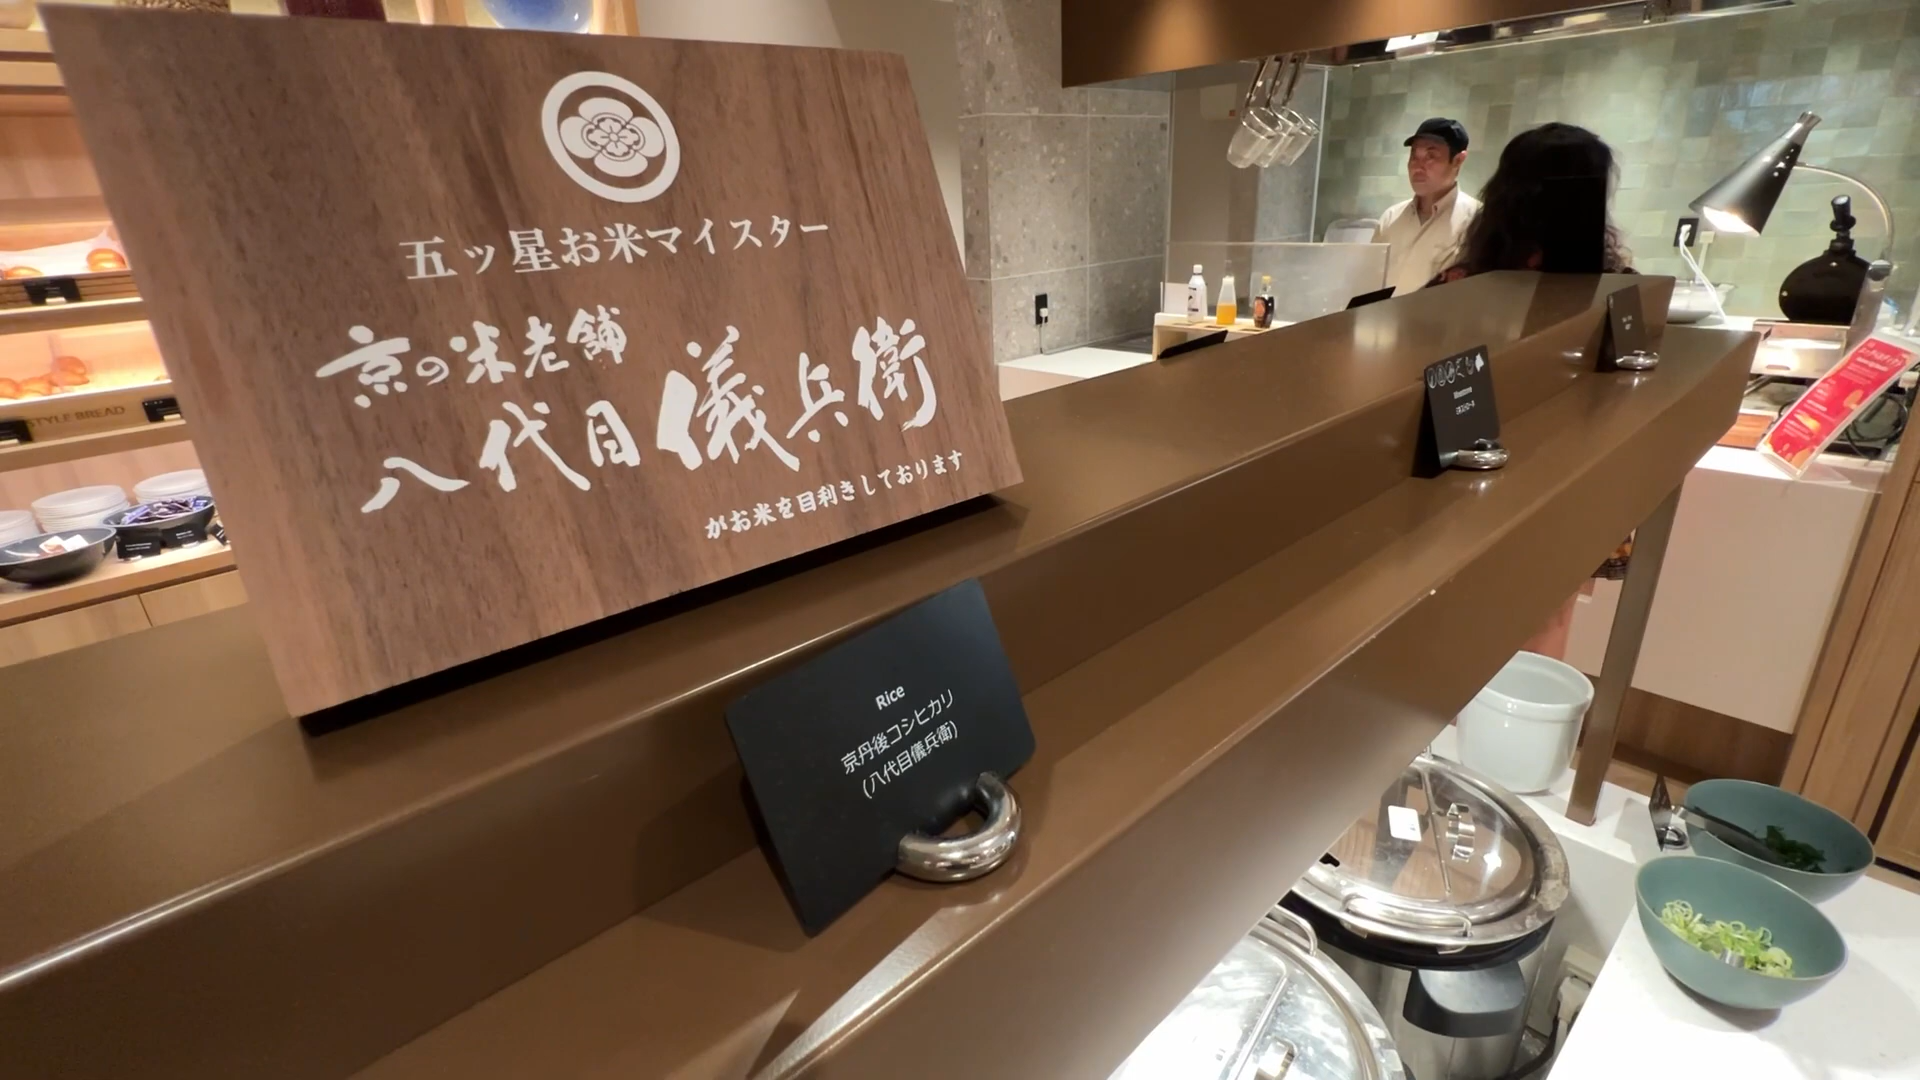 五ッ星お米マイスター
京の米老舗
八代目儀兵衛
がお米を目利きしております
Rice
京丹後コシヒカリ
(八代目儀兵衛)
STYLE BREAD